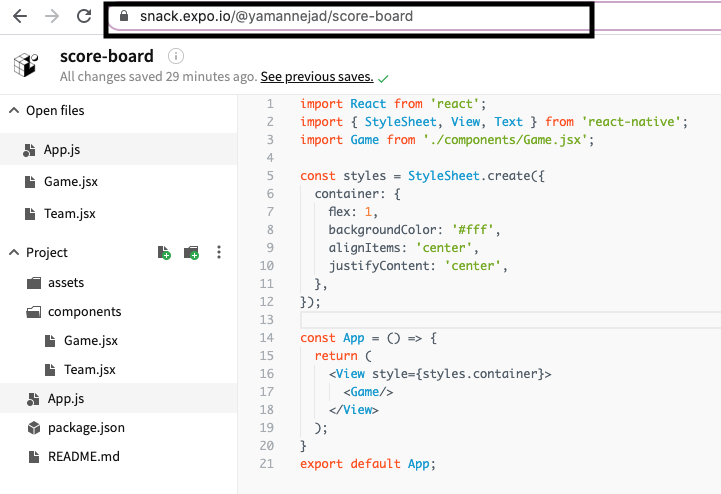 snack.expo.io/@yamannejad/score-board
score-board
All changes saved 29 minutes ago. See previous saves.
Open files
App.js
Game.jsx
Team.jsx
Project
assets
components
Game.jsx
Team.jsx
App.js
package.json
README.md
1 import React from 'react';
2 import { StyleSheet, View, Text } from 'react-native';
3 import Game from './components/Game.jsx';
4
5 const styles = StyleSheet.create({
6 container: {
7 flex: 1,
8 backgroundColor: '#fff',
9 alignItems: 'center',
10 justifyContent: 'center',
11 },
12 });
13
14 const App = () => {
15 return (
16 <View style={styles.container}>
17 <Game/>
18 </View>
19 );
20 }
21 export default App;